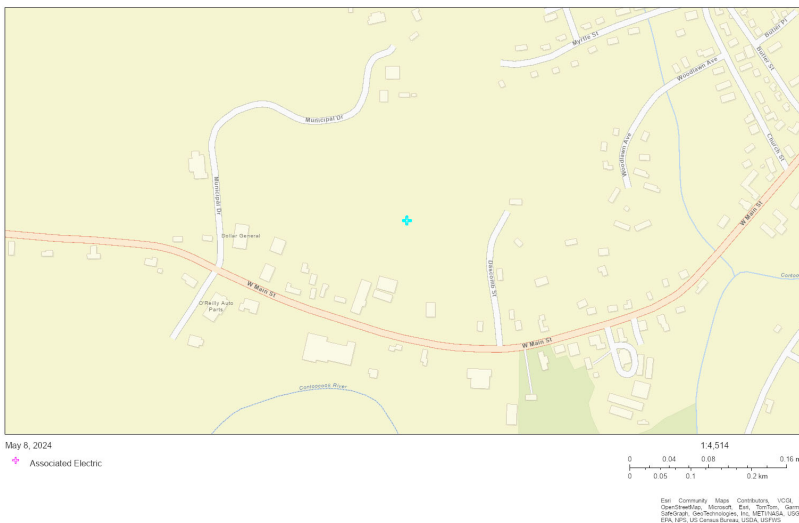 Butler Pl
Myrtle St
Butler St
Woodlawn Ave
Municipal Dr
Church St
Woodlawn Ave
Municipal Dr
W Main St
Dollar General
Dascomb St
W Main St
O'Reilly Auto
Parts
W Main St
Contoocook River
May 8, 2024
1:4,514
Associated Electric
0 0.04 0.08 0.16 m
0 0.05 0.1 0.2 km
Esri Community Maps Contributors, VCGI,
OpenStreetMap, Microsoft, Esri, TomTom, Garm
SafeGraph, GeoTechnologies, Inc, METI/NASA, USG
EPA, NPS, US Census Bureau, USDA, USFWS